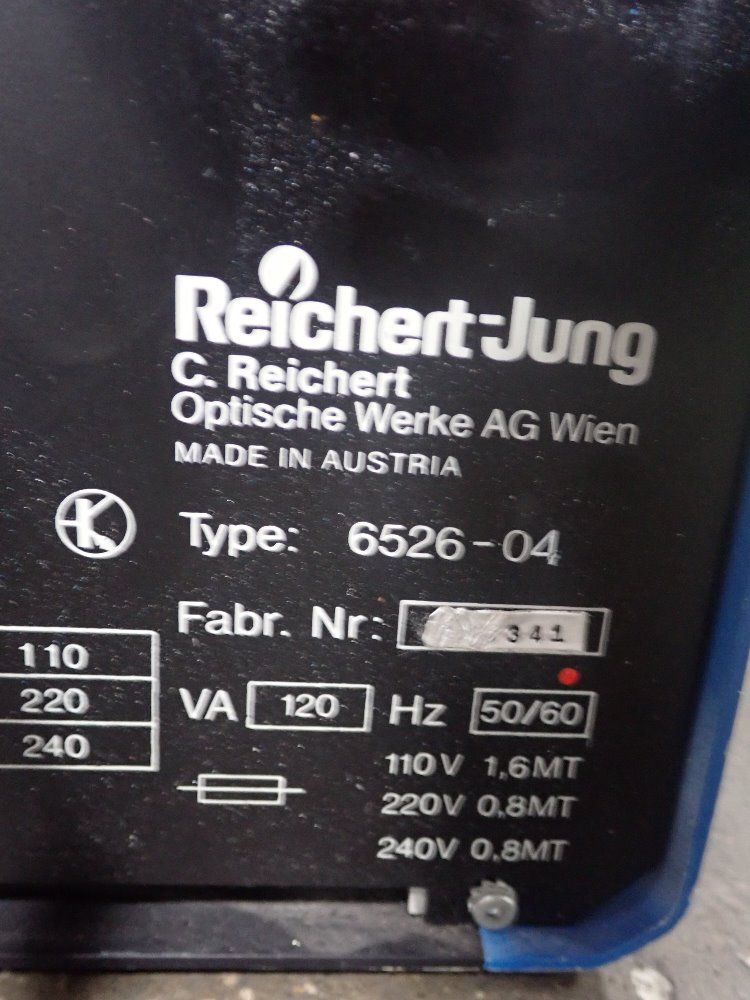 Reichert-Jung
C. Reichert
Optische Werke AG Wien
MADE IN AUSTRIA
K
Type: 6526-04
Fabr. Nr: 341
110
220
240
VA 120 Hz 50/60
110V 1,6MT
220V 0,8MT
240V 0.8MT